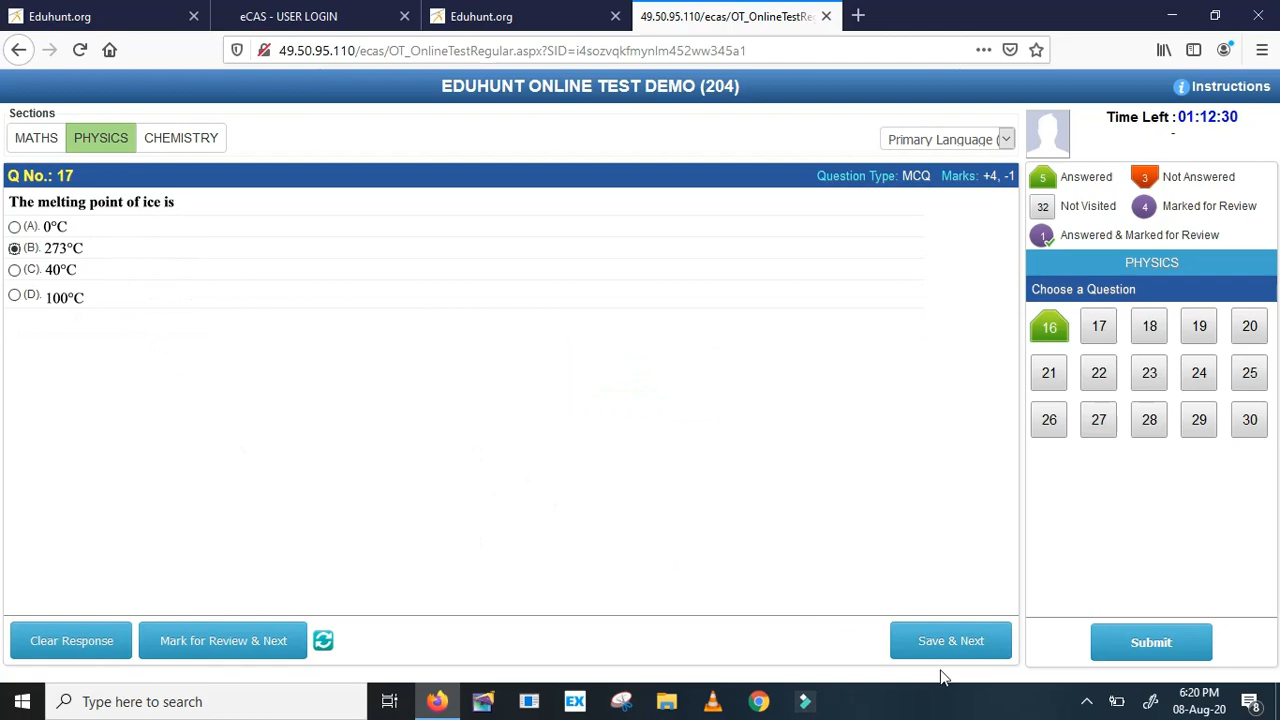 Eduhunt.org
eCAS - USER LOGIN
Eduhunt.org
49.50.95.110/ecas/OT_OnlineTestReg
49.50.95.110/ecas/OT_OnlineTestRegular.aspx?SID=i4sozvqkfmynlm452ww345a1
EDUHUNT ONLINE TEST DEMO (204)
Instructions
Sections
MATHS PHYSICS CHEMISTRY
Primary Language (
Time Left : 01:12:30
-
Q No.: 17
Question Type: MCQ Marks: +4, -1
The melting point of ice is
(A). 0°C
(B). 273°C
(C). 40°C
(D). 100°C
5 Answered 3 Not Answered
32 Not Visited 4 Marked for Review
1 Answered & Marked for Review
PHYSICS
Choose a Question
16 17 18 19 20
21 22 23 24 25
26 27 28 29 30
Clear Response Mark for Review & Next Save & Next Submit
Type here to search
EX
6:20 PM
08-Aug-20
8